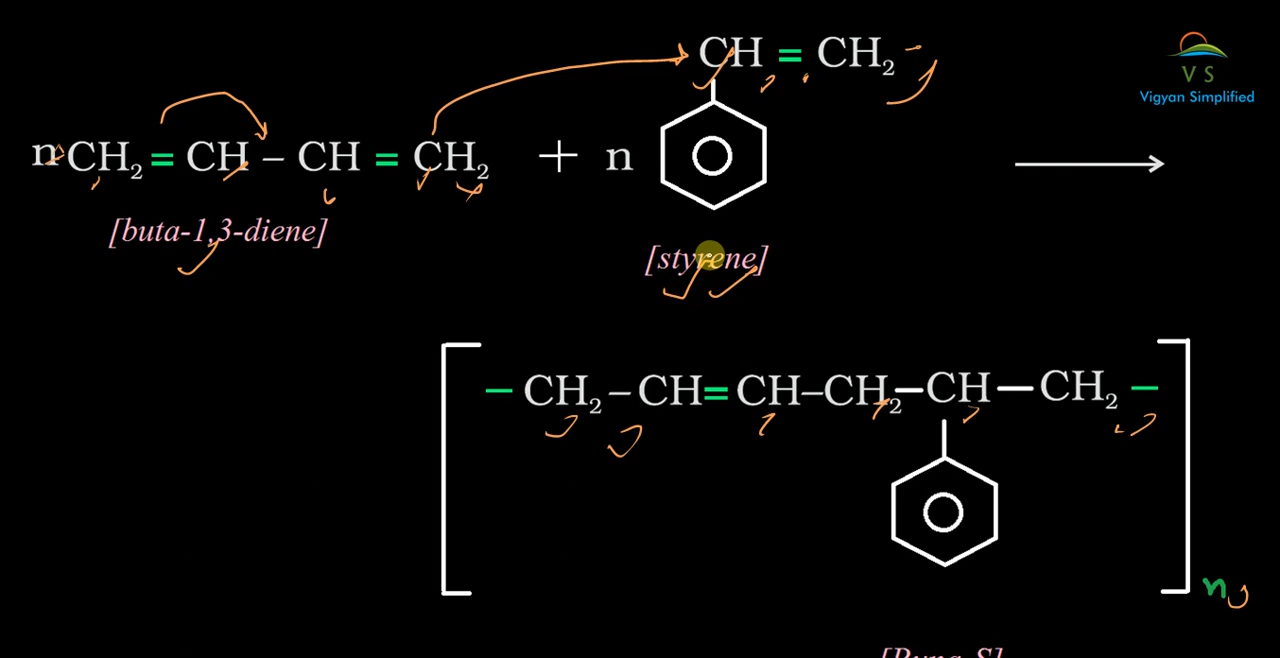 CH = CH₂
V S
Vigyan Simplified
nCH₂ = CH – CH = CH₂ + n
[buta-1,3-diene]
[styrene]
– CH₂ – CH=CH–CH₂–CH—CH₂ –
n
[Buna-S]